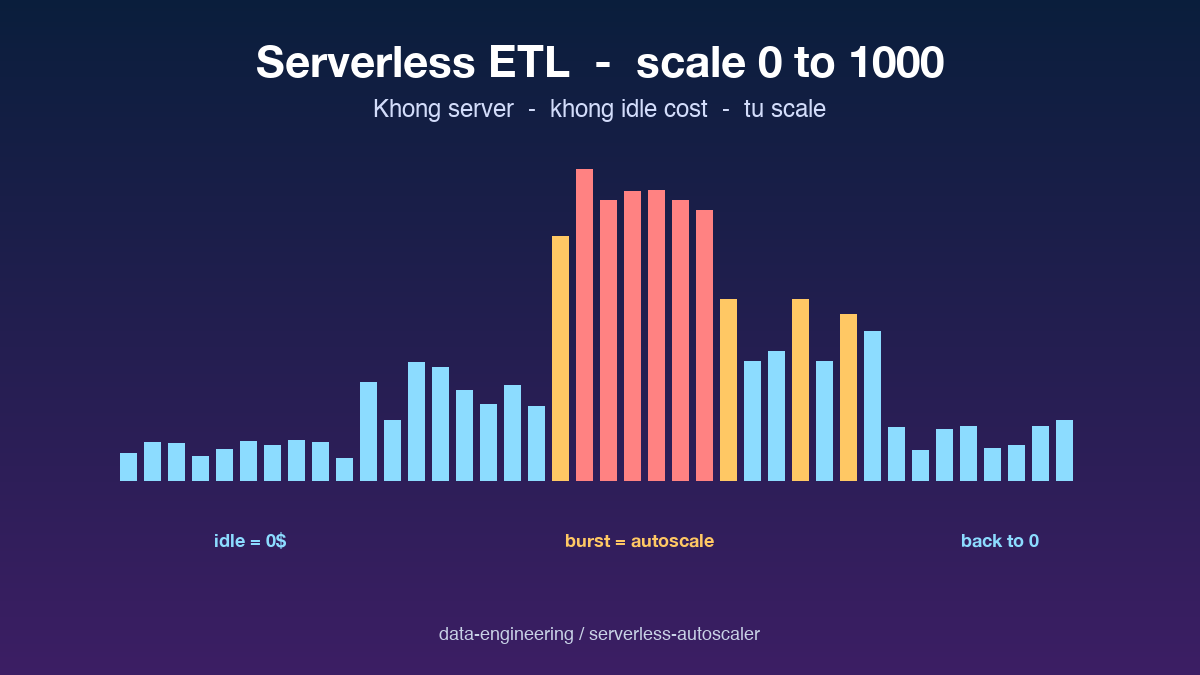 Serverless ETL - scale 0 to 1000
Khong server - khong idle cost - tu scale
idle = 0$
burst = autoscale
back to 0
data-engineering / serverless-autoscaler